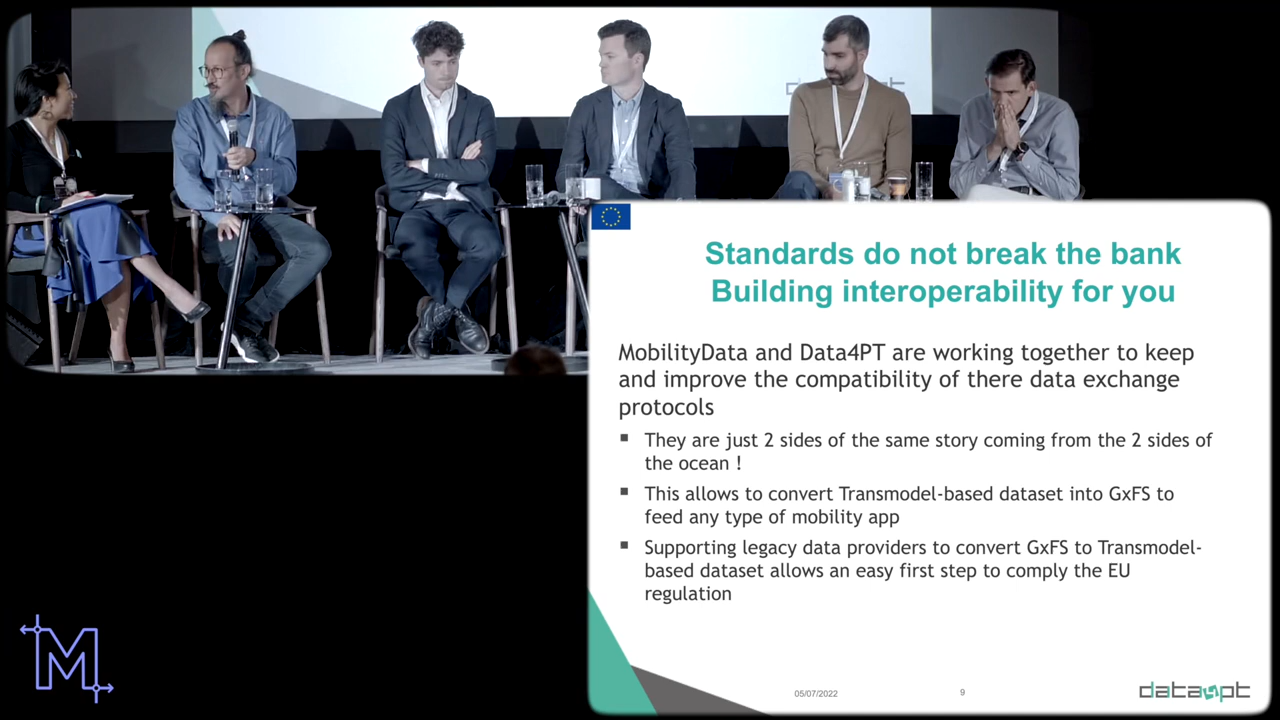 Standards do not break the bank
Building interoperability for you
MobilityData and Data4PT are working together to keep
and improve the compatibility of there data exchange
protocols
▪ They are just 2 sides of the same story coming from the 2 sides of
the ocean !
▪ This allows to convert Transmodel-based dataset into GxFS to
feed any type of mobility app
▪ Supporting legacy data providers to convert GxFS to Transmodel-
based dataset allows an easy first step to comply the EU
regulation
05/07/2022
9
data4pt
M